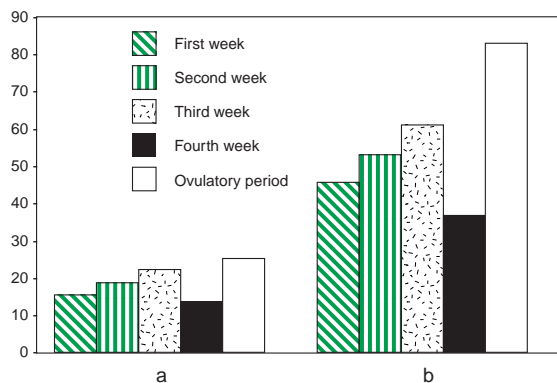 90
80
70
60
50
40
30
20
10
0
First week
Second week
Third week
Fourth week
Ovulatory period
a
b